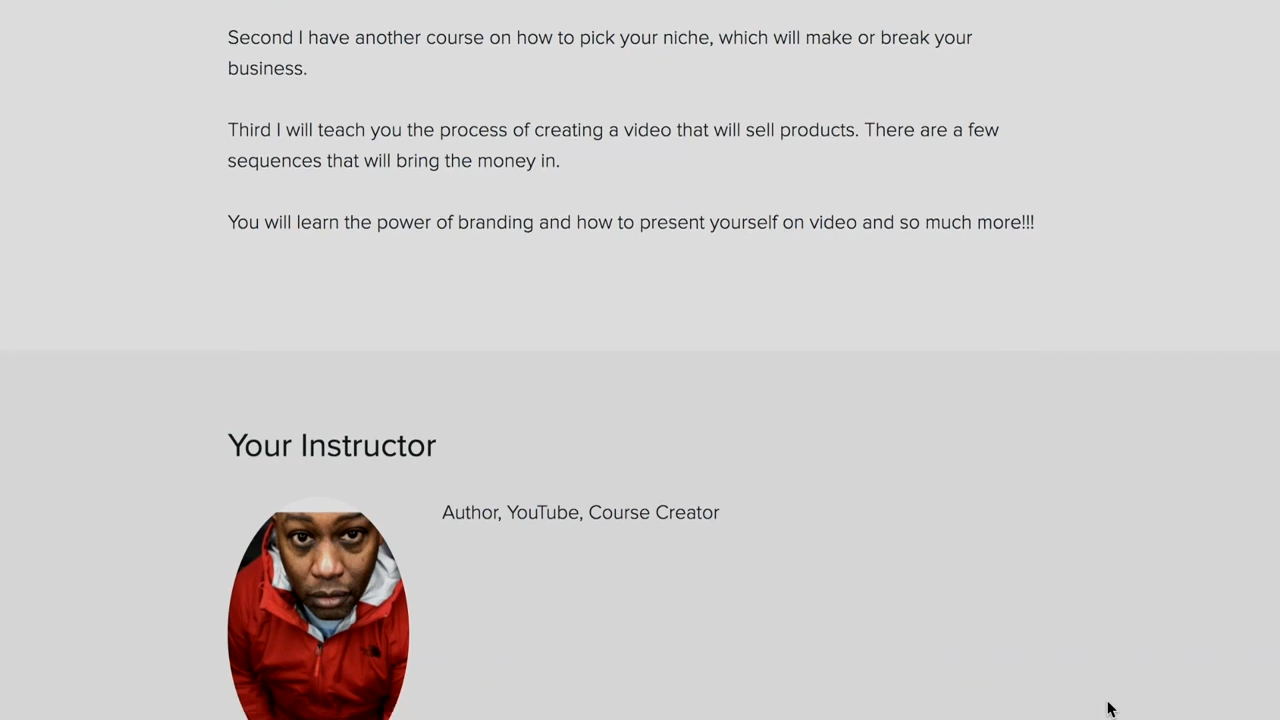 Second I have another course on how to pick your niche, which will make or break your
business.
Third I will teach you the process of creating a video that will sell products. There are a few
sequences that will bring the money in.
You will learn the power of branding and how to present yourself on video and so much more!!!
Your Instructor
Author, YouTube, Course Creator